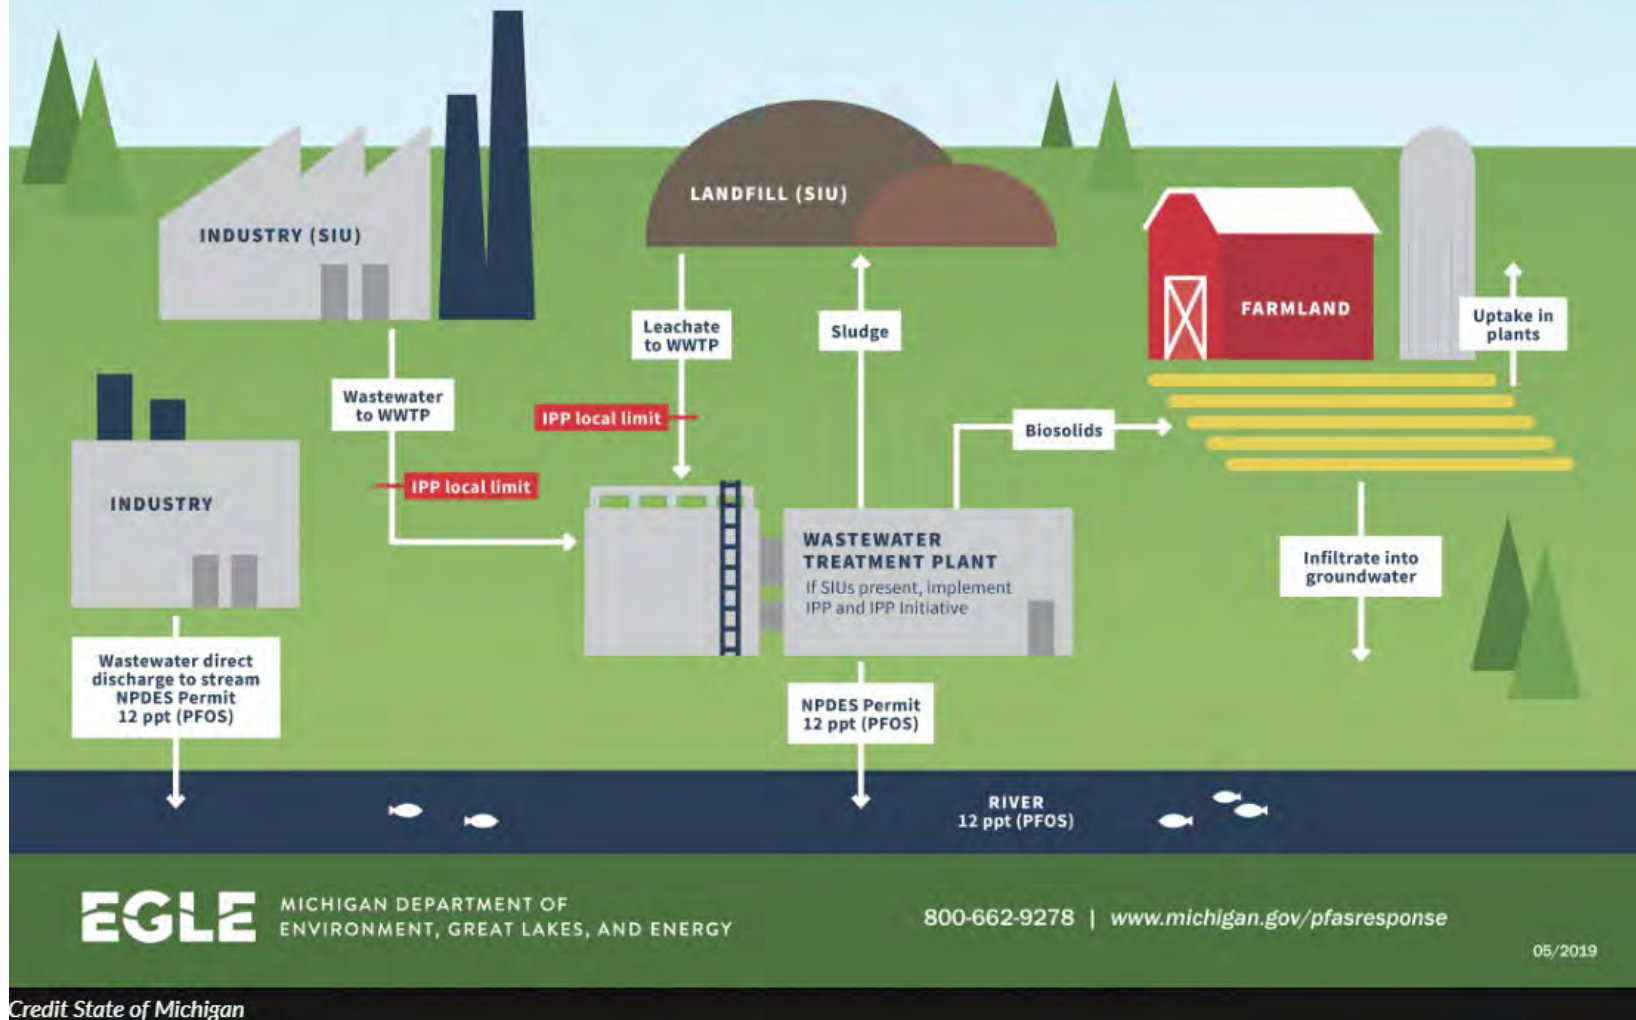 LANDFILL (SIU)
INDUSTRY (SIU)
FARMLAND
Uptake in
plants
Leachate
to WWTP
Sludge
Wastewater
to WWTP
IPP local limit
Biosolids
IPP local limit
INDUSTRY
WASTEWATER
TREATMENT PLANT
If SIUs present, implement
IPP and IPP Initiative
Infiltrate into
groundwater
Wastewater direct
discharge to stream
NPDES Permit
12 ppt (PFOS)
NPDES Permit
12 ppt (PFOS)
RIVER
12 ppt (PFOS)
EGLE
MICHIGAN DEPARTMENT OF
ENVIRONMENT, GREAT LAKES, AND ENERGY
800-662-9278 | www.michigan.gov/pfasresponse
05/2019
Credit State of Michigan